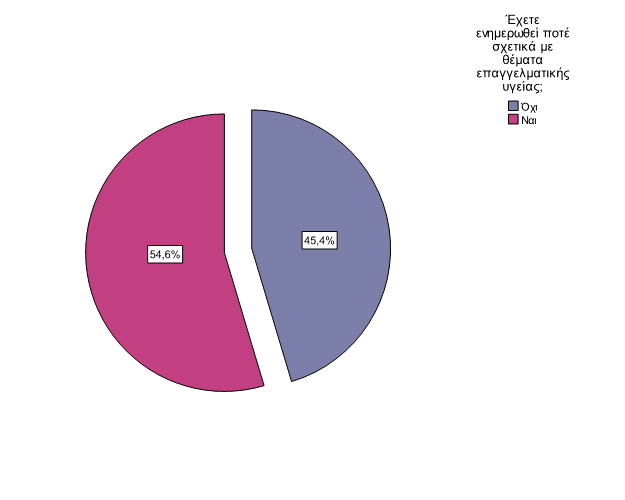 Έχετε
ενημερωθεί ποτέ
σχετικά με
θέματα
επαγγελματικής
υγείας;
Όχι
Ναι
45,4%
54,6%